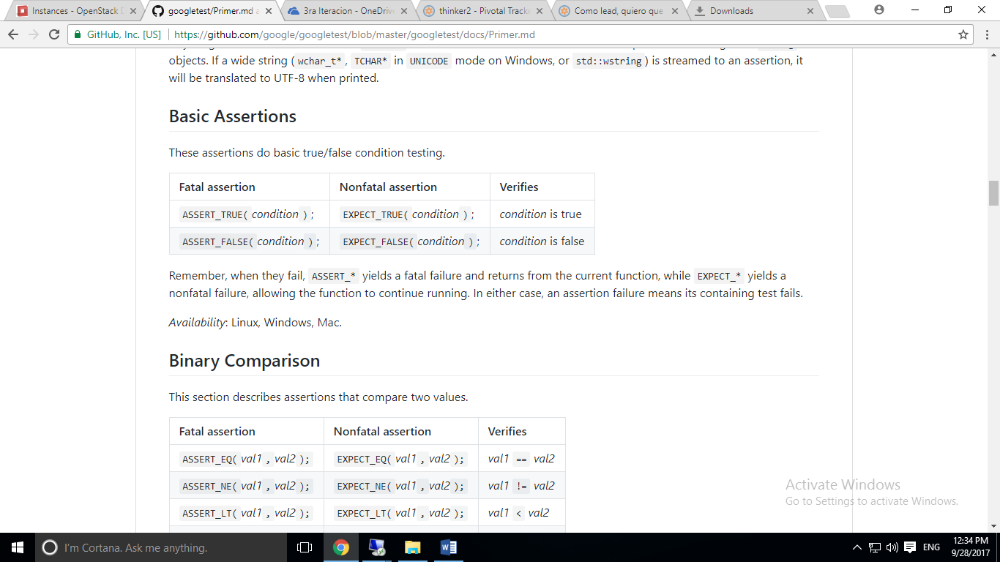 Instances - OpenStack
googletest/Primer.md
3ra Iteracion - OneDriv
thinker2 - Pivotal Track
Como lead, quiero que
Downloads
GitHub, Inc. [US]
https://github.com/google/googletest/blob/master/googletest/docs/Primer.md
objects. If a wide string ( wchar_t* , TCHAR* in UNICODE mode on Windows, or std::wstring ) is streamed to an assertion, it
will be translated to UTF-8 when printed.
Basic Assertions
These assertions do basic true/false condition testing.
Fatal assertion Nonfatal assertion Verifies
ASSERT_TRUE( condition ); EXPECT_TRUE( condition ); condition is true
ASSERT_FALSE( condition ); EXPECT_FALSE( condition ); condition is false
Remember, when they fail, ASSERT_* yields a fatal failure and returns from the current function, while EXPECT_* yields a
nonfatal failure, allowing the function to continue running. In either case, an assertion failure means its containing test fails.
Availability: Linux, Windows, Mac.
Binary Comparison
This section describes assertions that compare two values.
Fatal assertion Nonfatal assertion Verifies
ASSERT_EQ( val1 , val2 ); EXPECT_EQ( val1 , val2 ); val1 == val2
ASSERT_NE( val1 , val2 ); EXPECT_NE( val1 , val2 ); val1 != val2
ASSERT_LT( val1 , val2 ); EXPECT_LT( val1 , val2 ); val1 < val2
Activate Windows
Go to Settings to activate Windows.
I'm Cortana. Ask me anything.
ENG
12:34 PM
9/28/2017